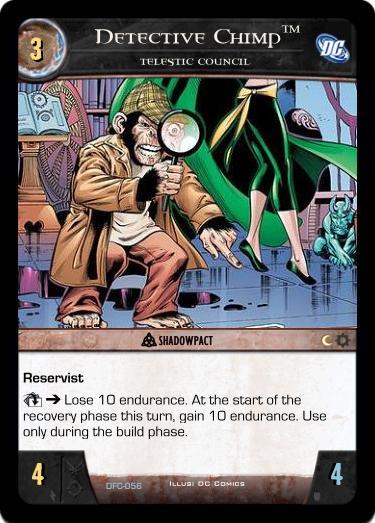 3
Detective Chimp™
DC
Telestic Council
SHADOWPACT
Reservist
➔ Lose 10 endurance. At the start of the
recovery phase this turn, gain 10 endurance. Use
only during the build phase.
4
DFC-056
Illus: DC Comics
4